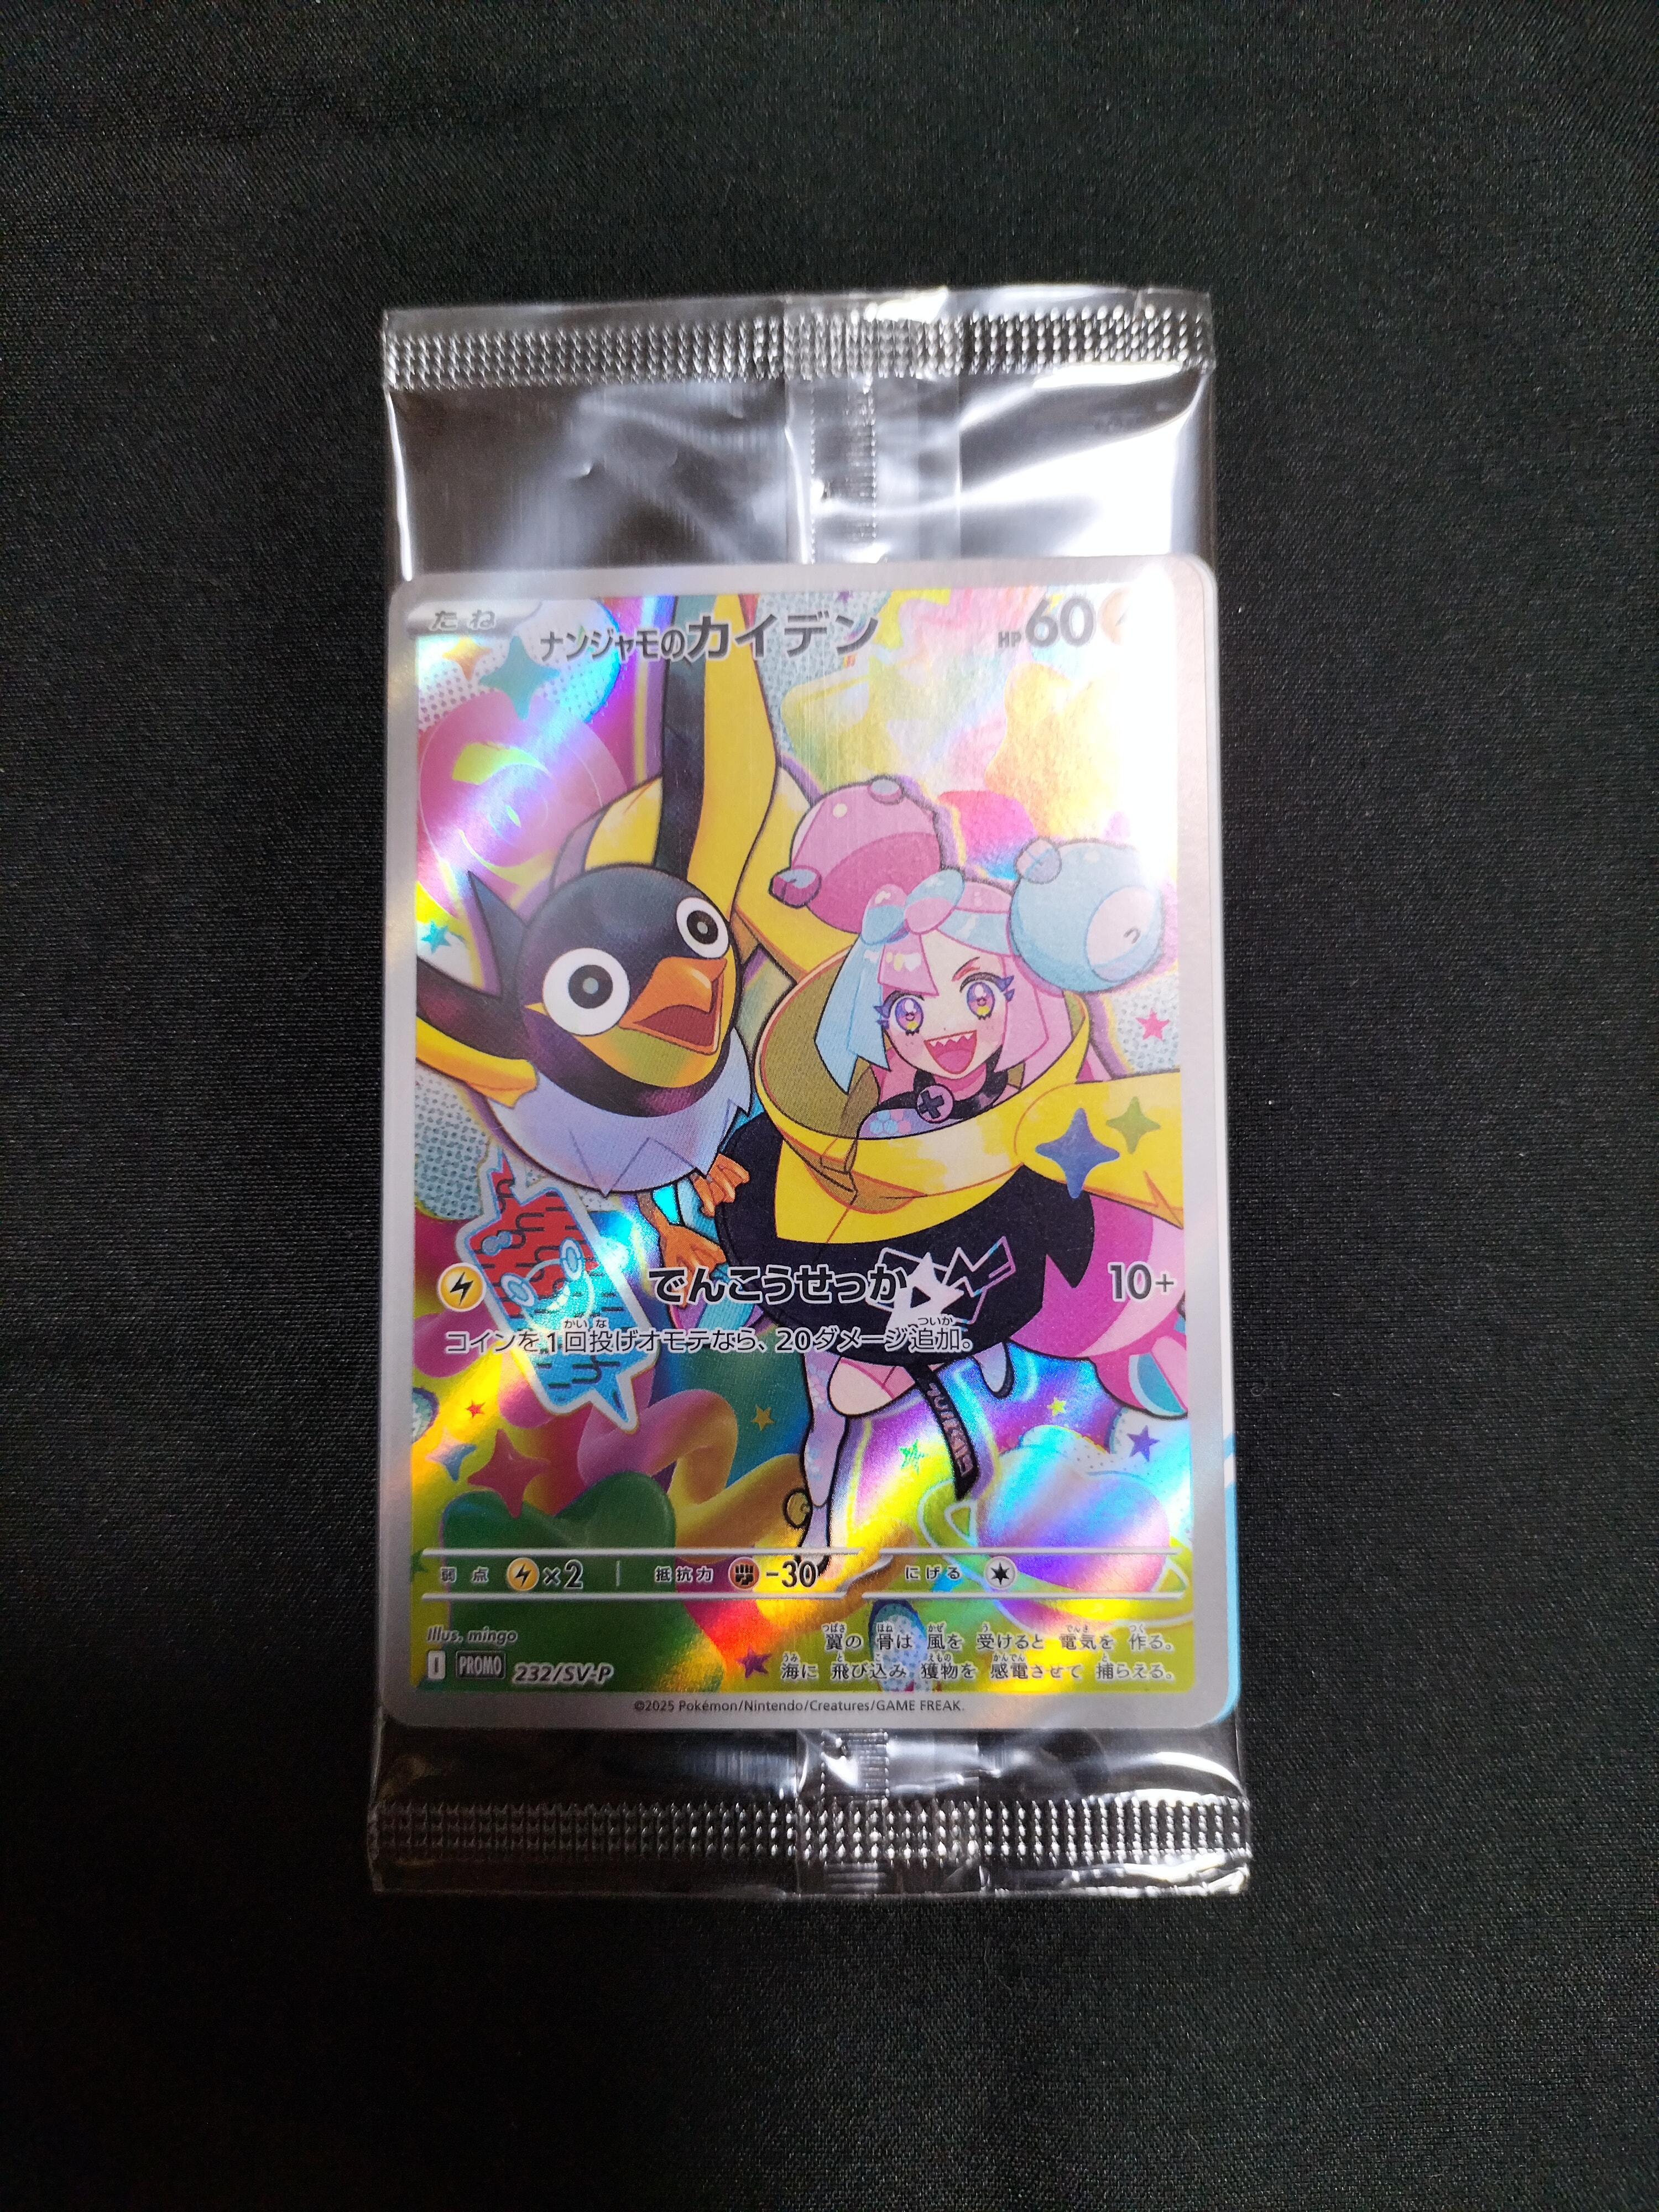 たね ナンジャモのカイデン HP60
でんこうせっか 10+
コインを1回投げオモテなら、20ダメージ追加。
弱点 ×2 抵抗力 -30 にげる
Illus. mingo
翼の骨は風を受けると電気を作る。
海に飛び込み獲物を感電させて捕らえる。
I PROMO 232/SV-P
©2025 Pokémon/Nintendo/Creatures/GAME FREAK.